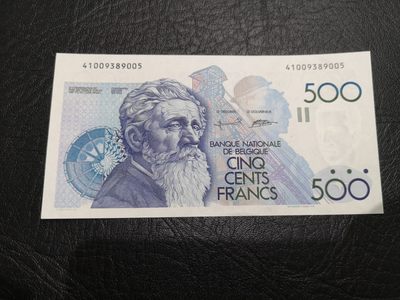 41009389005
41009389005
500
BANQUE NATIONALE
DE BELGIQUE
CINQ
CENTS
FRANCS
500